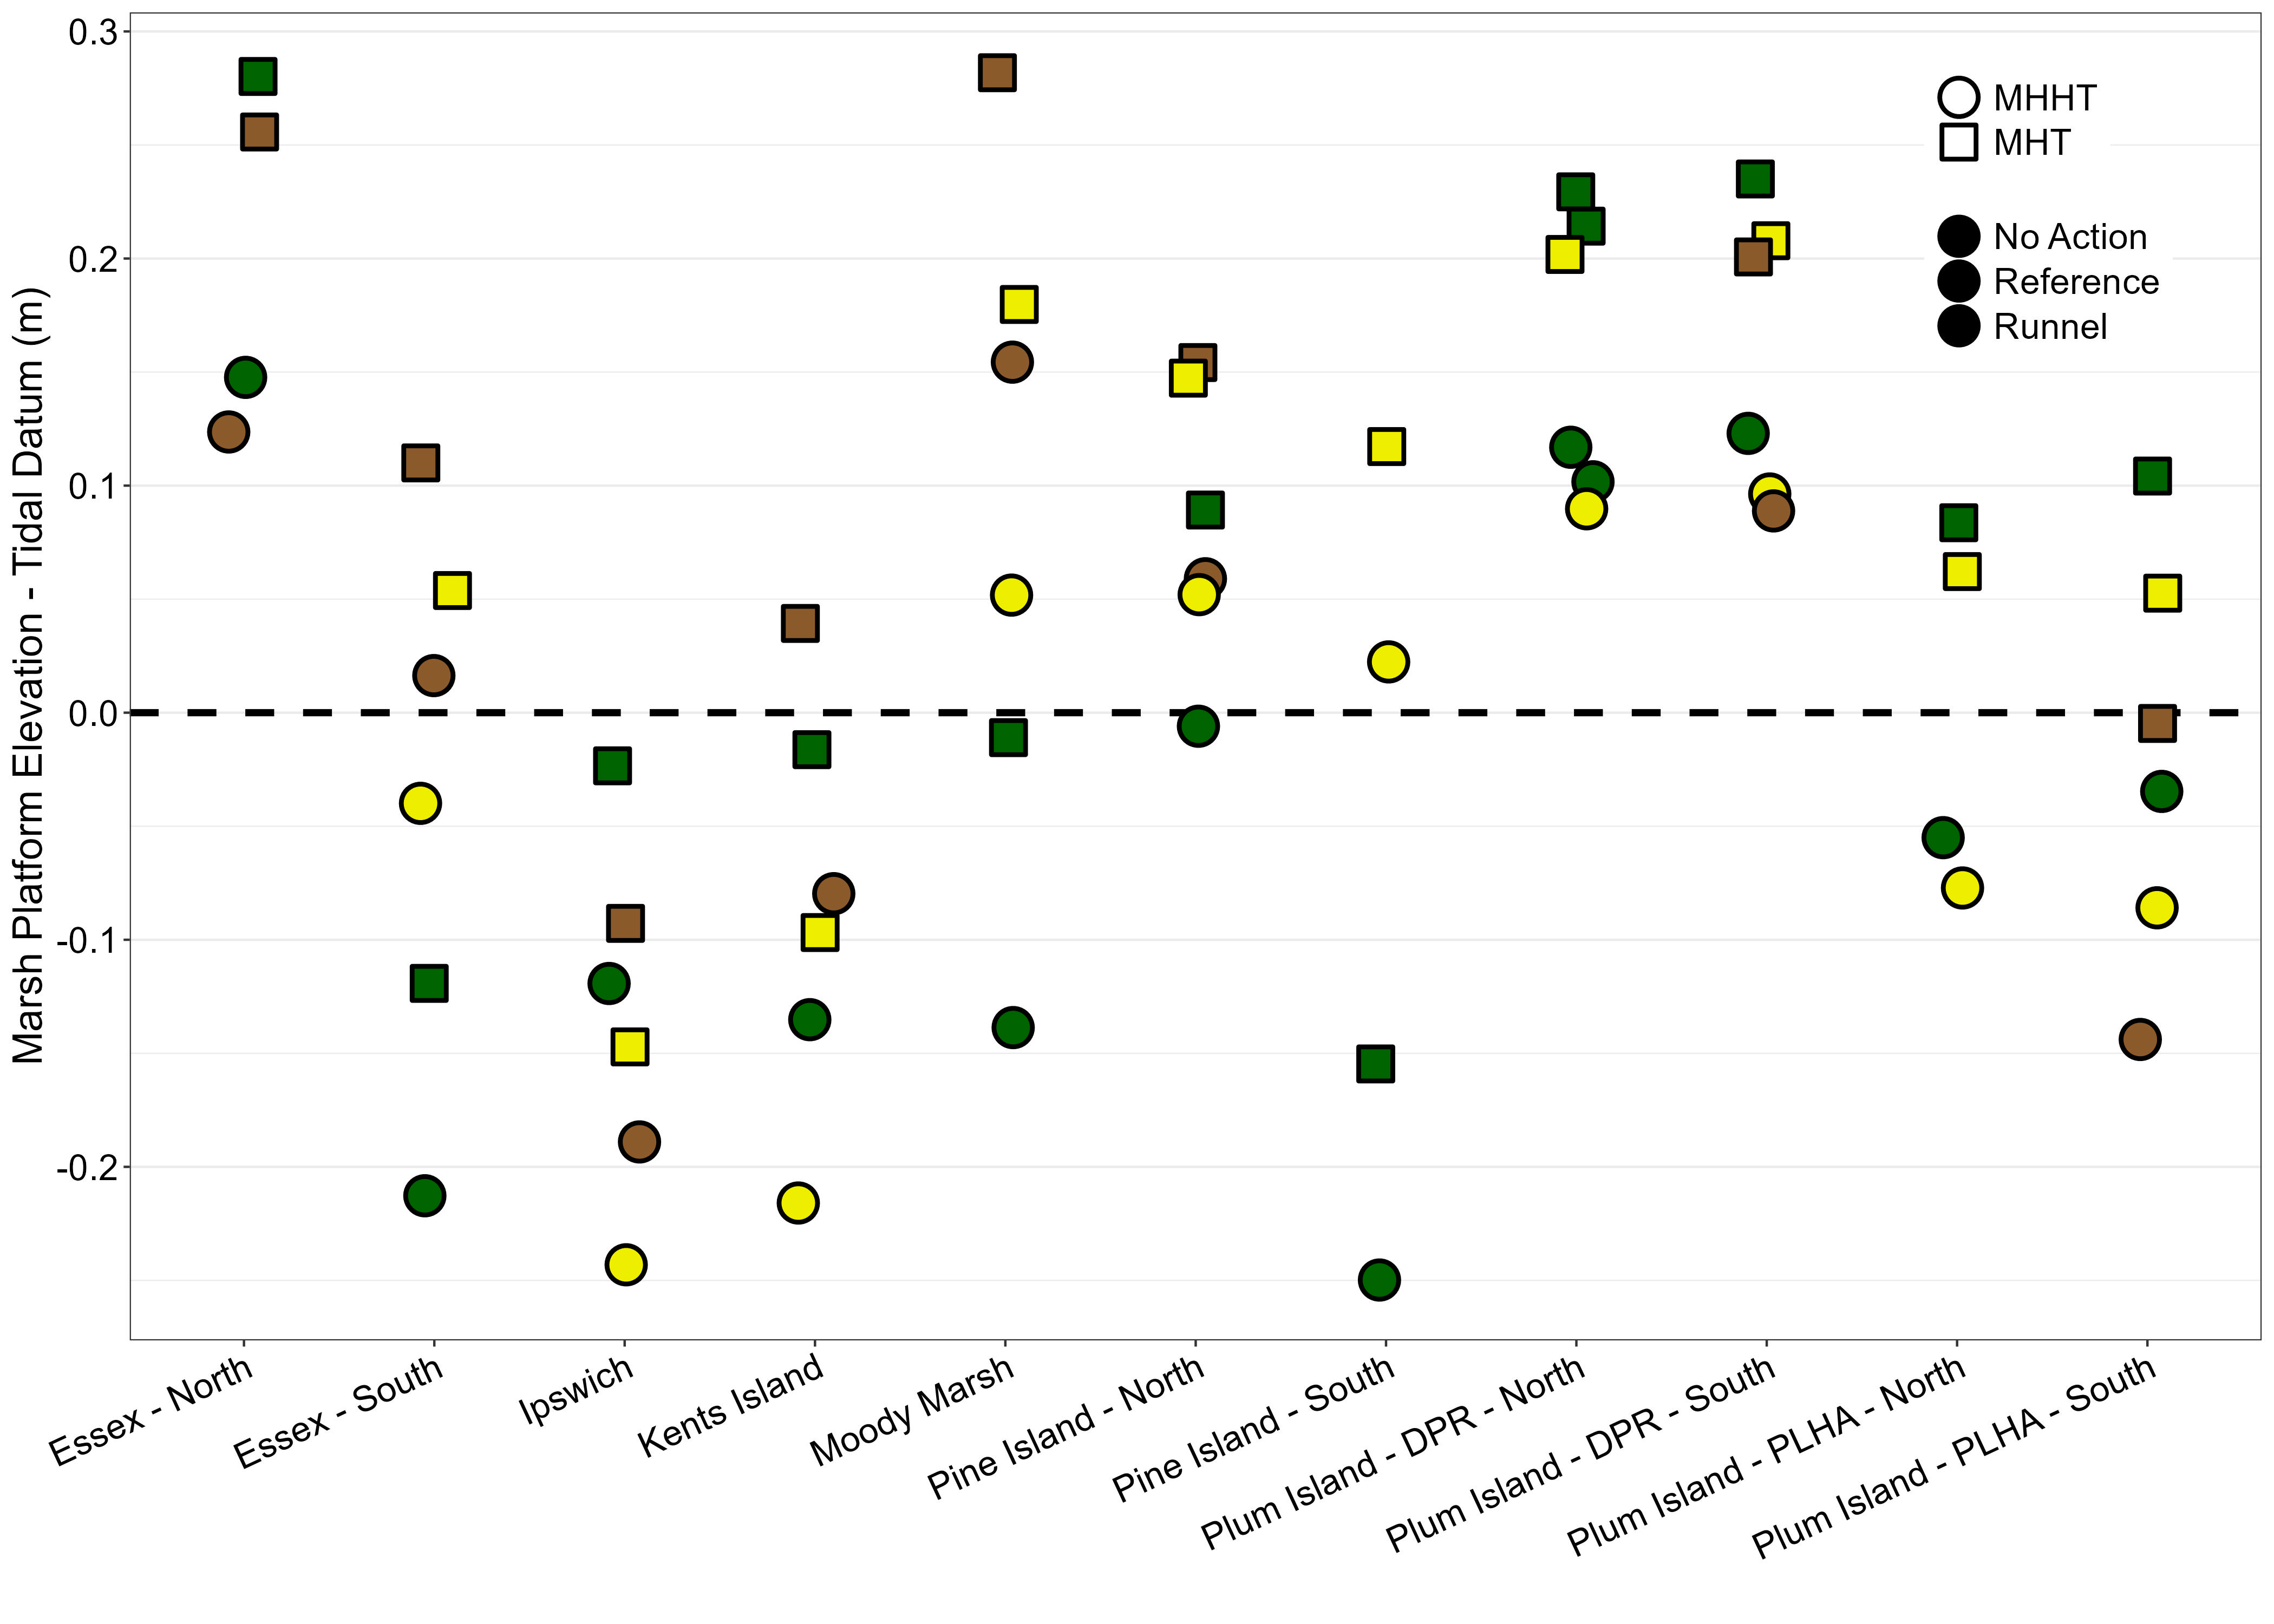 Marsh Platform Elevation - Tidal Datum (m)
0.3
0.2
0.1
0.0
-0.1
-0.2
MHHT
MHT
No Action
Reference
Runnel
Essex - North
Essex - South
Ipswich
Kents Island
Moody Marsh
Pine Island - North
Pine Island - South
Plum Island - DPR - North
Plum Island - DPR - South
Plum Island - PLHA - North
Plum Island - PLHA - South